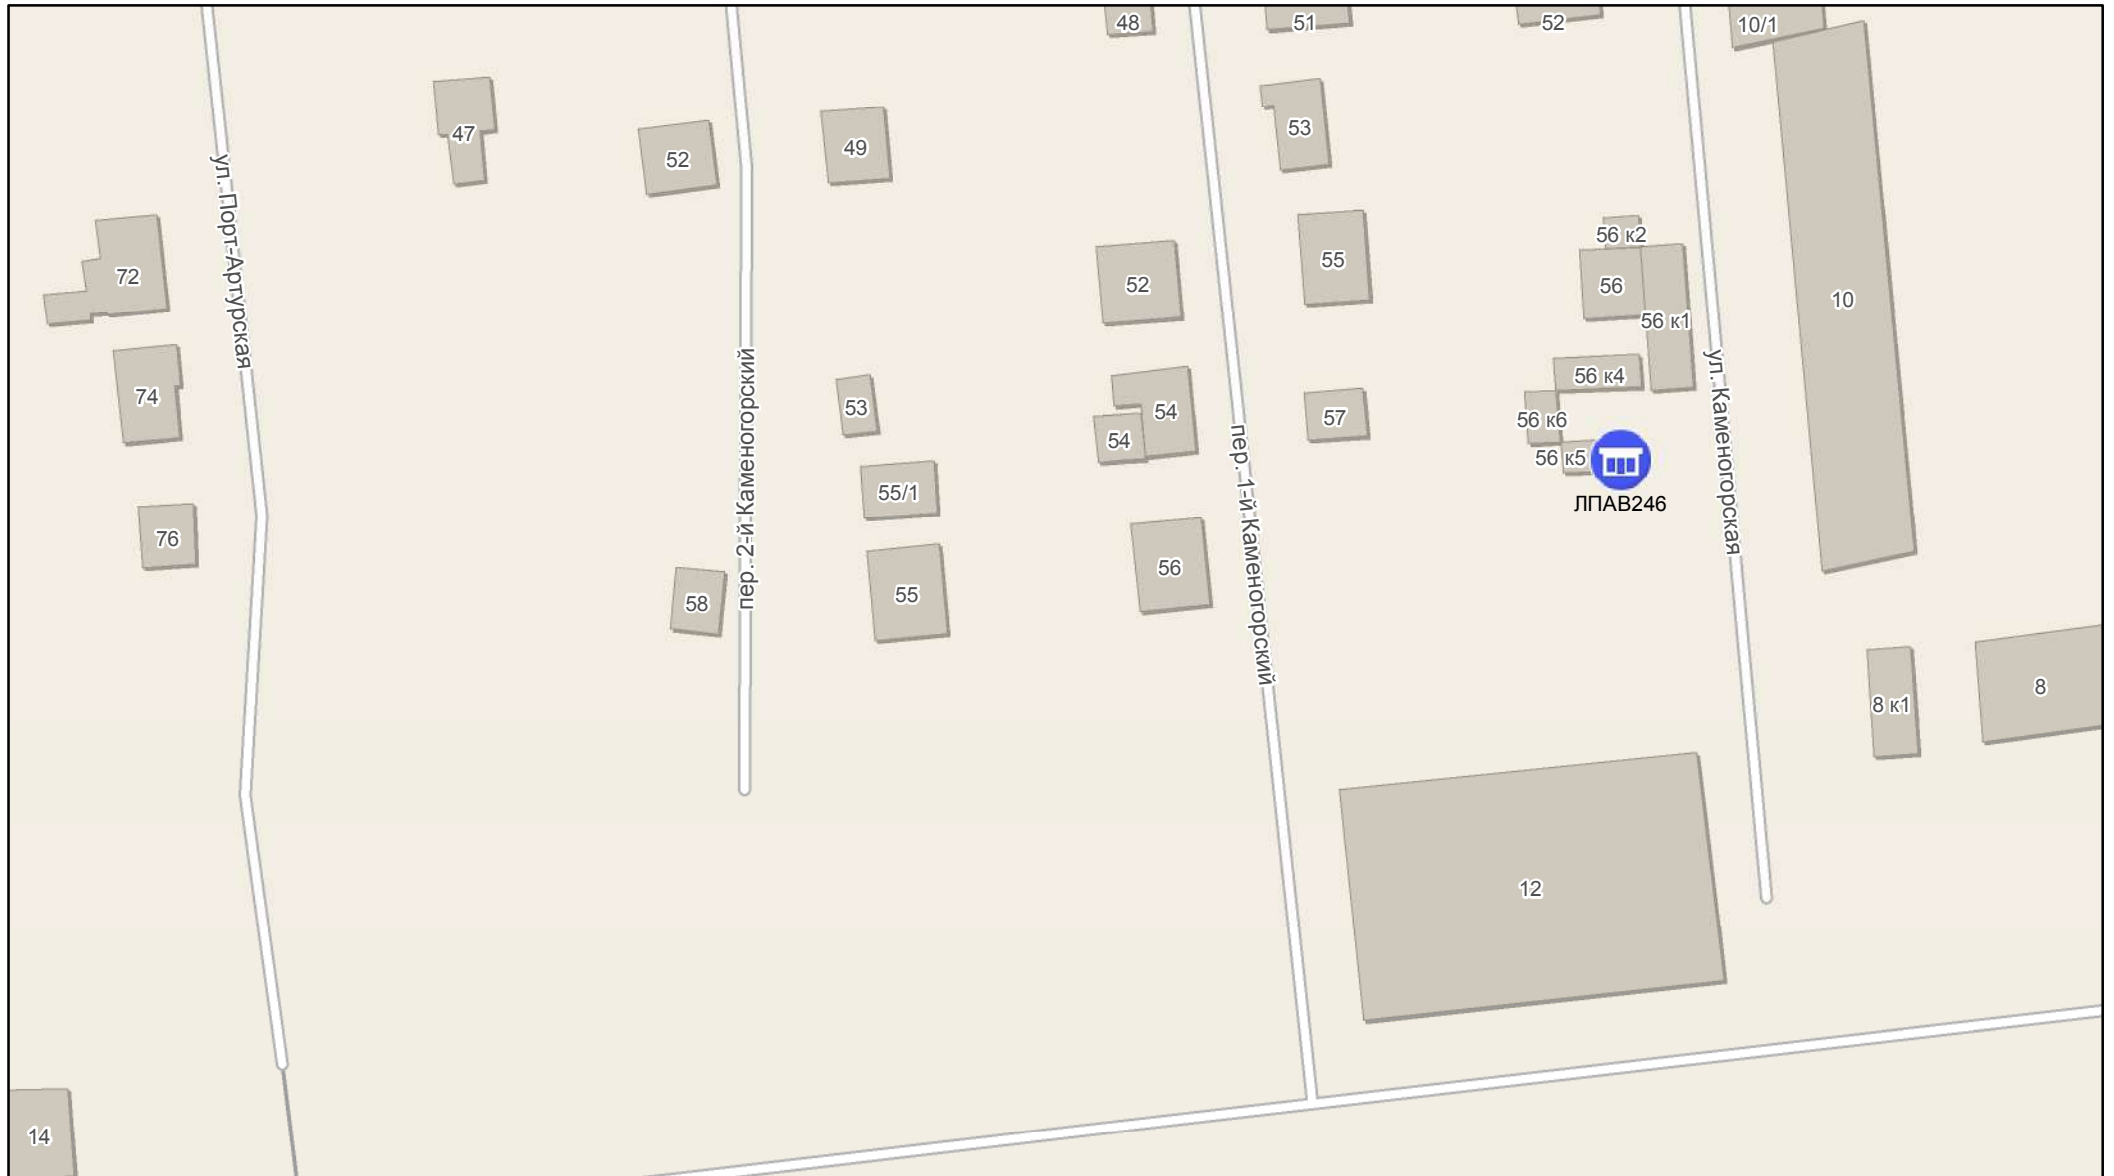 48
51
52
10/1
47
52
49
53
ул. Порт-Артурская
72
52
55
56 к2
56
56 к1
10
74
53
54
54
57
56 к4
56 к6
56 к5
ЛПАВ246
ул. Каменогорская
пер. 2-й Каменогорский
пер. 1-й Каменогорский
55/1
76
58
55
56
8 к1
8
12
14